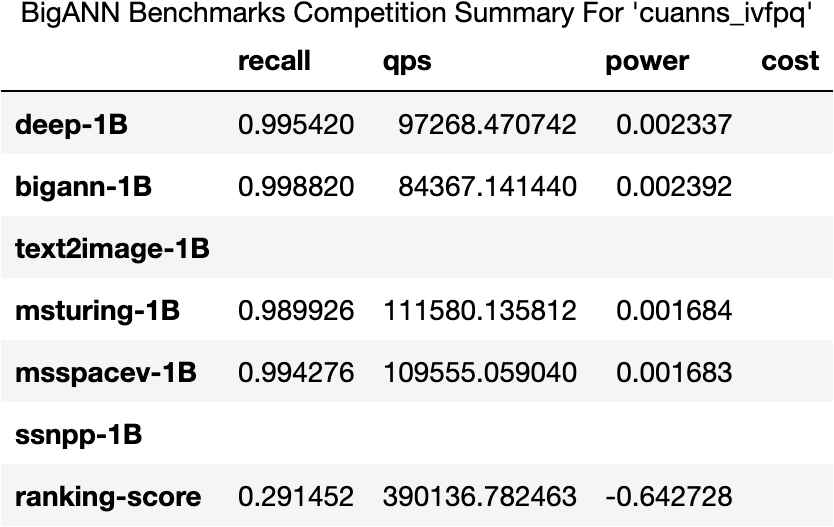 BigANN Benchmarks Competition Summary For 'cuanns_ivfpq'
recall qps power cost
deep-1B 0.995420 97268.470742 0.002337
bigann-1B 0.998820 84367.141440 0.002392
text2image-1B
msturing-1B 0.989926 111580.135812 0.001684
msspacev-1B 0.994276 109555.059040 0.001683
ssnpp-1B
ranking-score 0.291452 390136.782463 -0.642728